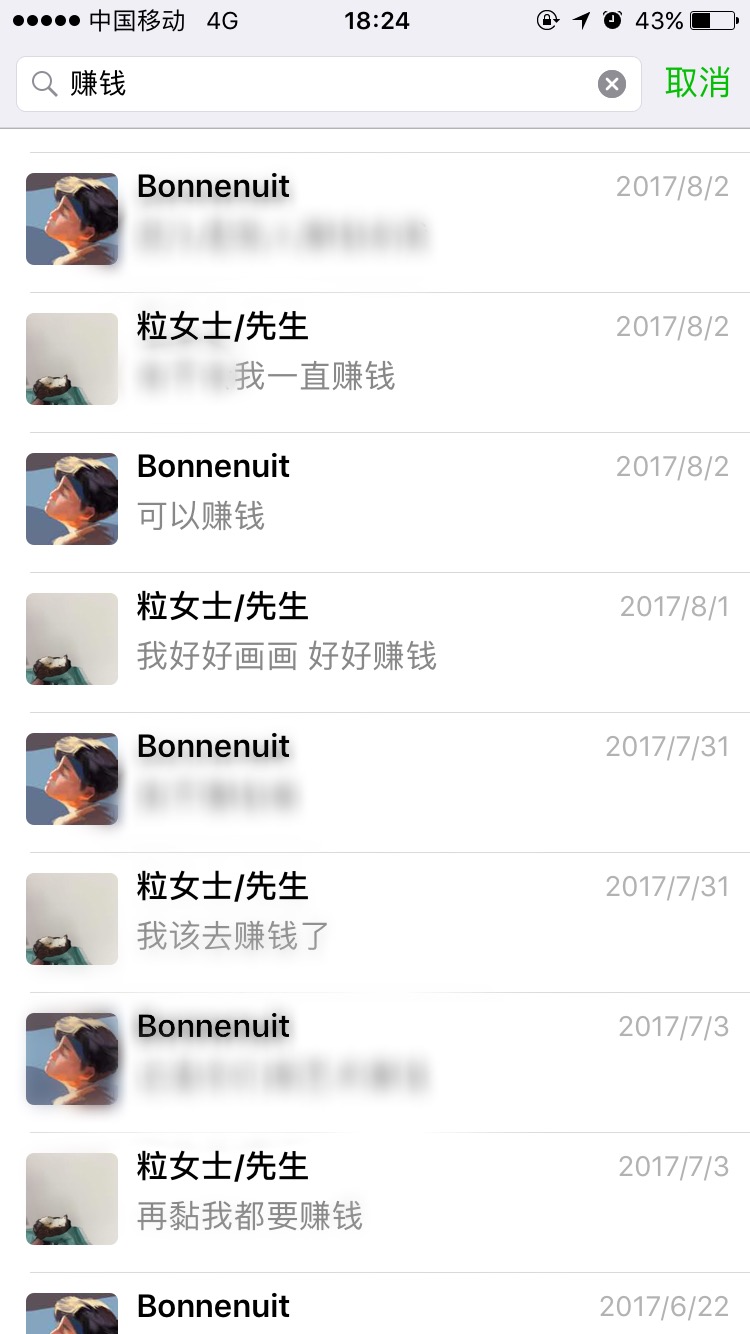 中国移动 4G 18:24 43%
赚钱 取消
Bonnenuit 2017/8/2
粒女士/先生 2017/8/2
我一直赚钱
Bonnenuit 2017/8/2
可以赚钱
粒女士/先生 2017/8/1
我好好画画 好好赚钱
Bonnenuit 2017/7/31
粒女士/先生 2017/7/31
我该去赚钱了
Bonnenuit 2017/7/3
粒女士/先生 2017/7/3
再黏我都要赚钱
Bonnenuit 2017/6/22